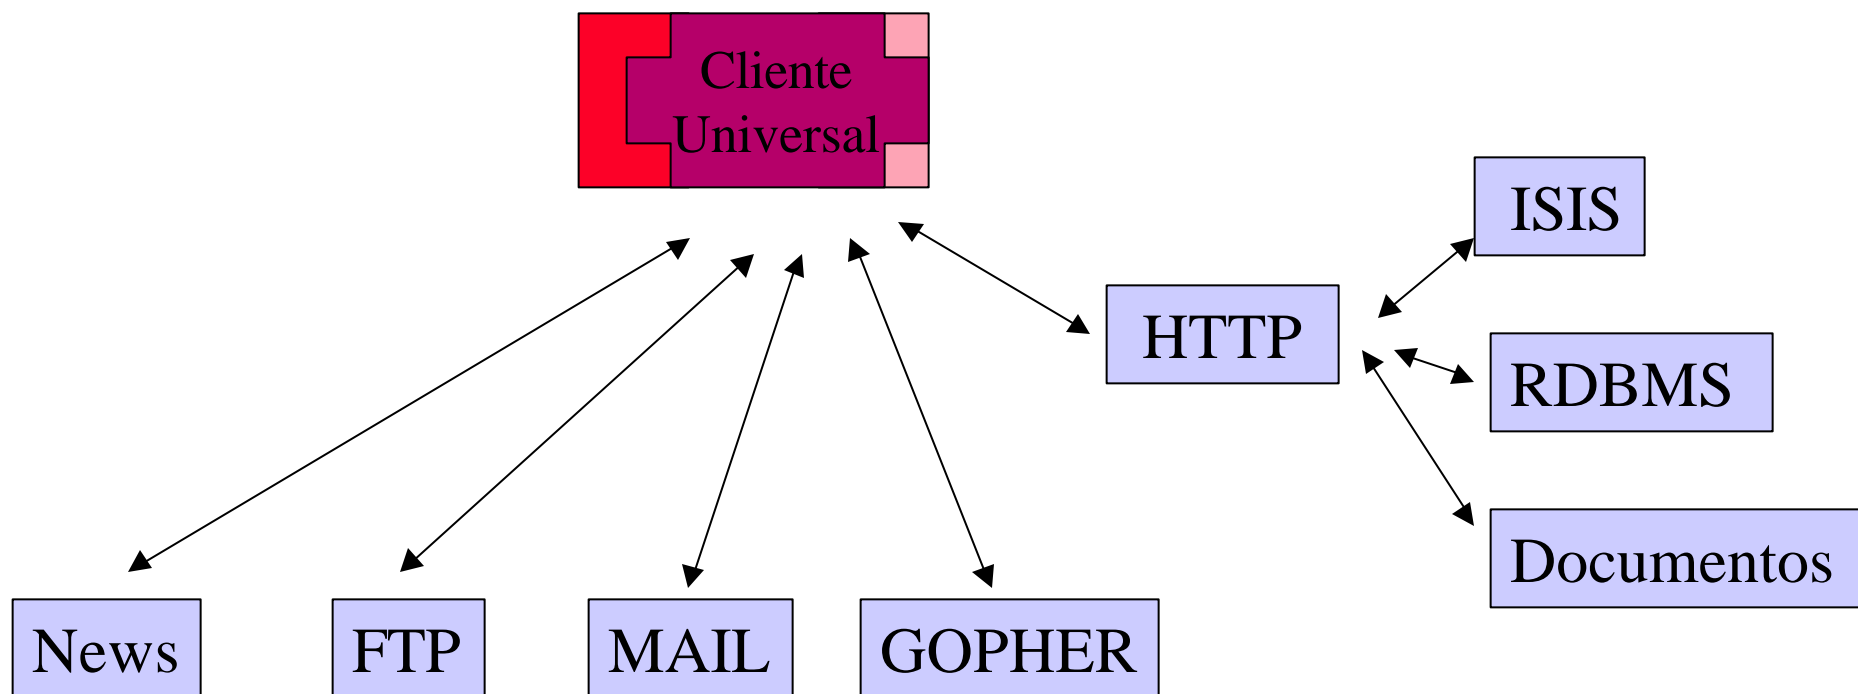 Cliente
Universal
ISIS
HTTP
RDBMS
Documentos
News
FTP
MAIL
GOPHER